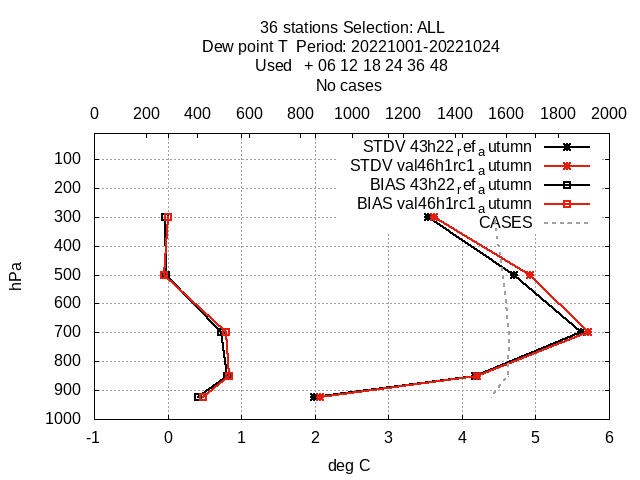 36 stations Selection: ALL
Dew point T  Period: 20221001-20221024
Used   + 06 12 18 24 36 48
No cases
0 200 400 600 800 1000 1200 1400 1600 1800 2000
STDV 43h22ref_autumn
STDV val46h1rc1_autumn
BIAS 43h22ref_autumn
BIAS val46h1rc1_autumn
CASES
100
200
300
400
500
600
700
800
900
1000
hPa
-1 0 1 2 3 4 5 6
deg C